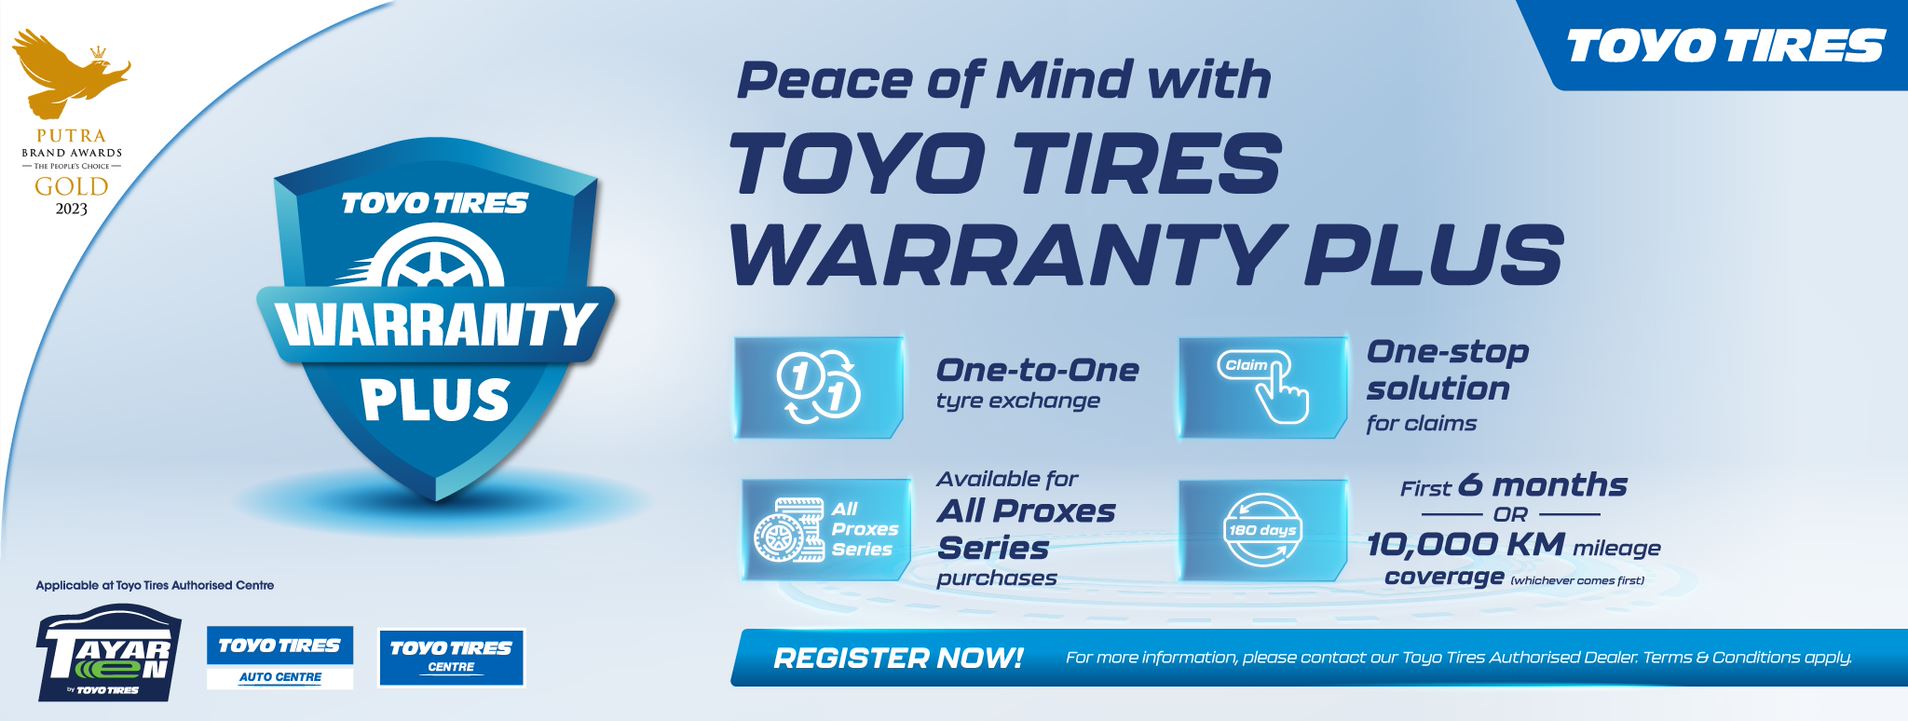 PUTRA
BRAND AWARDS
THE PEOPLE'S CHOICE
GOLD
2023
TOYO TIRES
WARRANTY
PLUS
TOYO TIRES
Peace of Mind with
TOYO TIRES
WARRANTY PLUS
1 1
One-to-One
tyre exchange
Claim
One-stop
solution
for claims
All
Proxes
Series
Available for
All Proxes
Series
purchases
180 days
First 6 months
OR
10,000 KM mileage
coverage (whichever comes first)
Applicable at Toyo Tires Authorised Centre
TAYAR
eN
by TOYO TIRES
TOYO TIRES
AUTO CENTRE
TOYO TIRES
CENTRE
REGISTER NOW! For more information, please contact our Toyo Tires Authorised Dealer. Terms & Conditions apply.